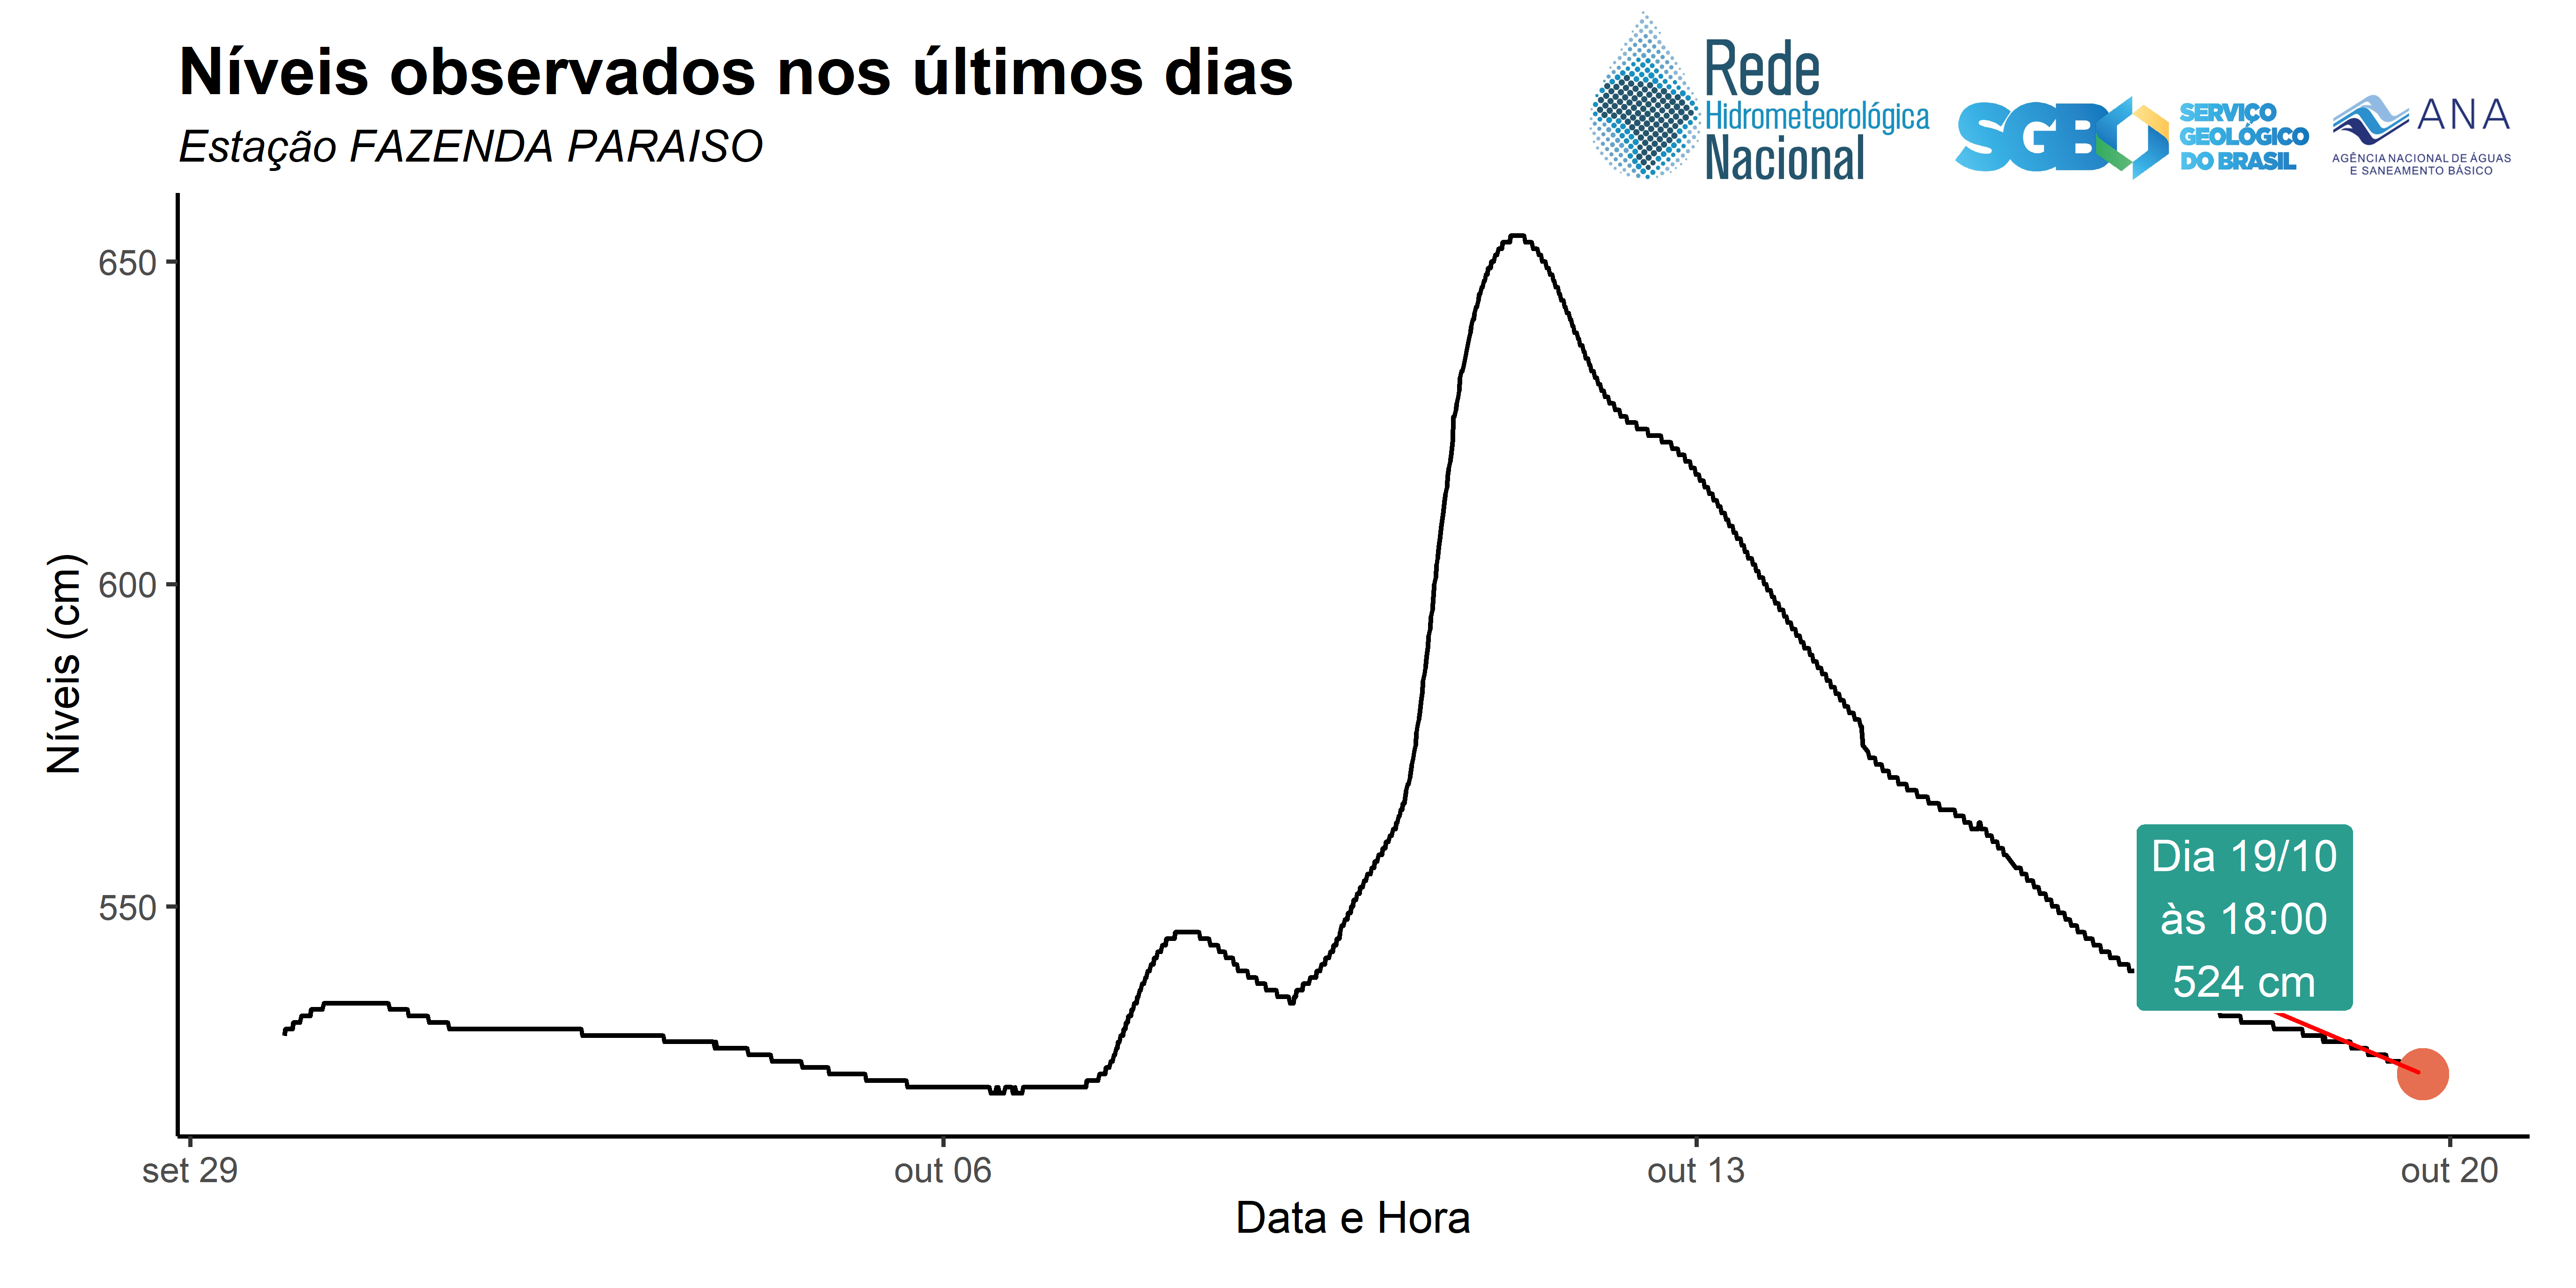 Níveis observados nos últimos dias
Estação FAZENDA PARAISO
Rede
Hidrometeorológica
Nacional
SGB
SERVIÇO
GEOLÓGICO
DO BRASIL
ANA
AGÊNCIA NACIONAL DE ÁGUAS
E SANEAMENTO BÁSICO
Níveis (cm)
650
600
550
Dia 19/10
às 18:00
524 cm
set 29
out 06
out 13
out 20
Data e Hora